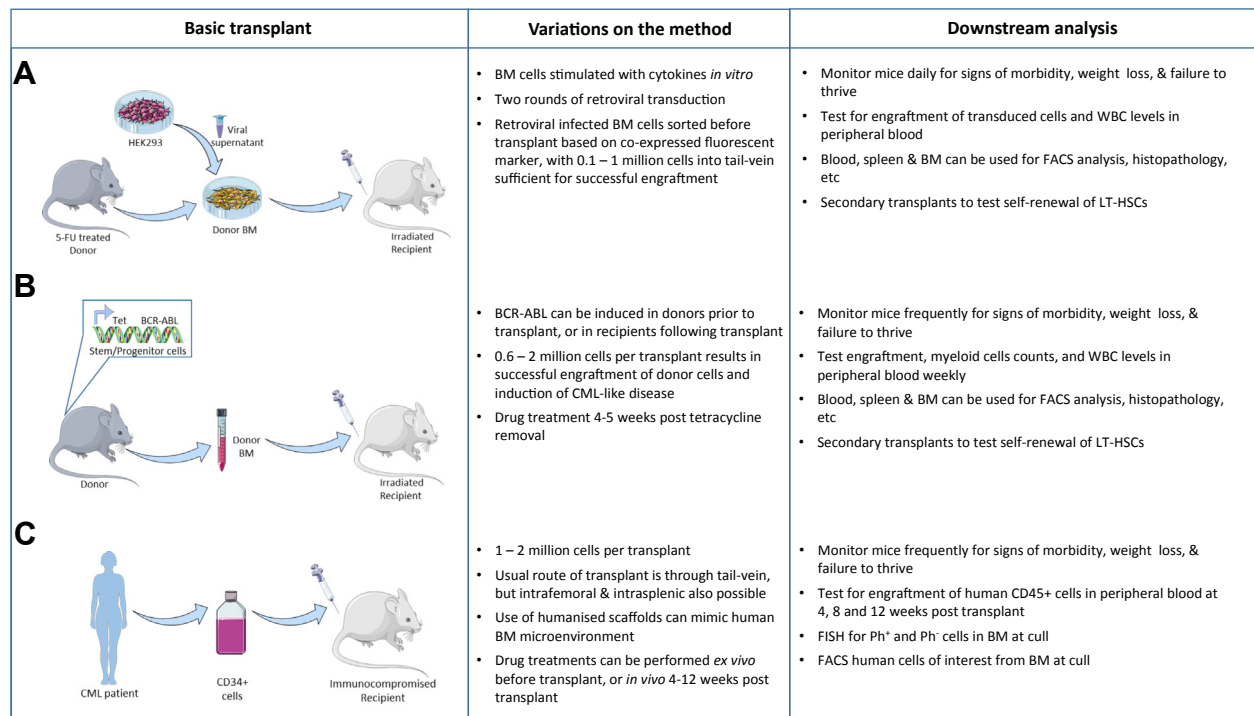 Basic transplant
Variations on the method
Downstream analysis
A
HEK293
Viral
supernatant
5-FU treated
Donor
Donor BM
Irradiated
Recipient
• BM cells stimulated with cytokines in vitro
• Two rounds of retroviral transduction
• Retroviral infected BM cells sorted before
transplant based on co-expressed fluorescent
marker, with 0.1 – 1 million cells into tail-vein
sufficient for successful engraftment
• Monitor mice daily for signs of morbidity, weight loss, & failure to
thrive
• Test for engraftment of transduced cells and WBC levels in
peripheral blood
• Blood, spleen & BM can be used for FACS analysis, histopathology,
etc
• Secondary transplants to test self-renewal of LT-HSCs
B
Tet BCR-ABL
Stem/Progenitor cells
Donor
Donor
BM
Irradiated
Recipient
• BCR-ABL can be induced in donors prior to
transplant, or in recipients following transplant
• 0.6 – 2 million cells per transplant results in
successful engraftment of donor cells and
induction of CML-like disease
• Drug treatment 4-5 weeks post tetracycline
removal
• Monitor mice frequently for signs of morbidity, weight loss, &
failure to thrive
• Test engraftment, myeloid cells counts, and WBC levels in
peripheral blood weekly
• Blood, spleen & BM can be used for FACS analysis, histopathology,
etc
• Secondary transplants to test self-renewal of LT-HSCs
C
CML patient
CD34+
cells
Immunocompromised
Recipient
• 1 – 2 million cells per transplant
• Usual route of transplant is through tail-vein,
but intrafemoral & intrasplenic also possible
• Use of humanised scaffolds can mimic human
BM microenvironment
• Drug treatments can be performed ex vivo
before transplant, or in vivo 4-12 weeks post
transplant
• Monitor mice frequently for signs of morbidity, weight loss, &
failure to thrive
• Test for engraftment of human CD45+ cells in peripheral blood at
4, 8 and 12 weeks post transplant
• FISH for Ph⁺ and Ph⁻ cells in BM at cull
• FACS human cells of interest from BM at cull